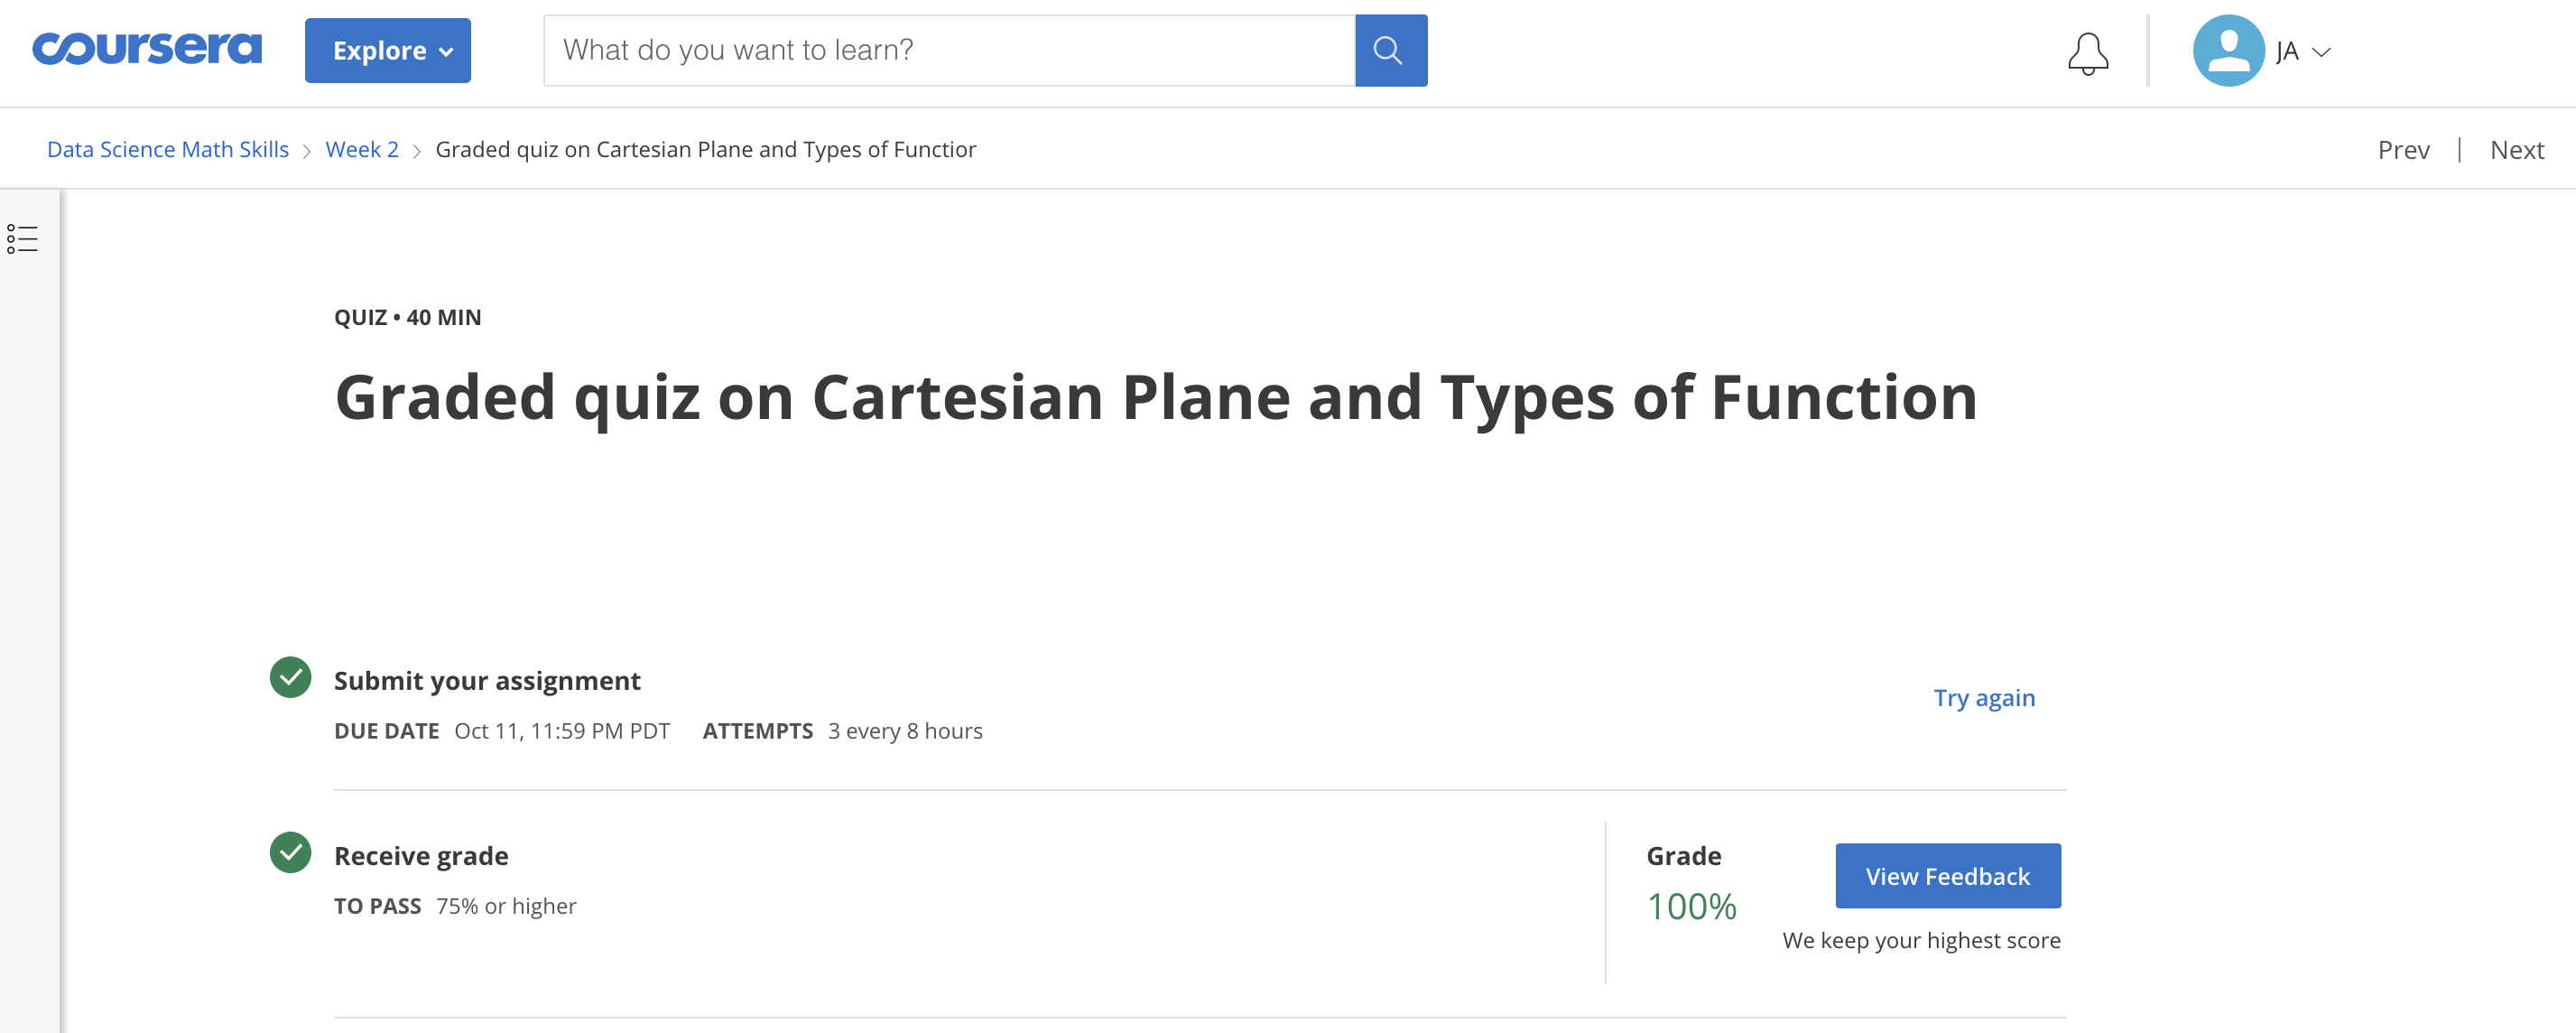 coursera
Explore
What do you want to learn?
JA
Data Science Math Skills > Week 2 > Graded quiz on Cartesian Plane and Types of Functior
Prev | Next
QUIZ • 40 MIN
Graded quiz on Cartesian Plane and Types of Function
Submit your assignment
Try again
DUE DATE Oct 11, 11:59 PM PDT ATTEMPTS 3 every 8 hours
Receive grade
Grade
View Feedback
TO PASS 75% or higher
100%
We keep your highest score